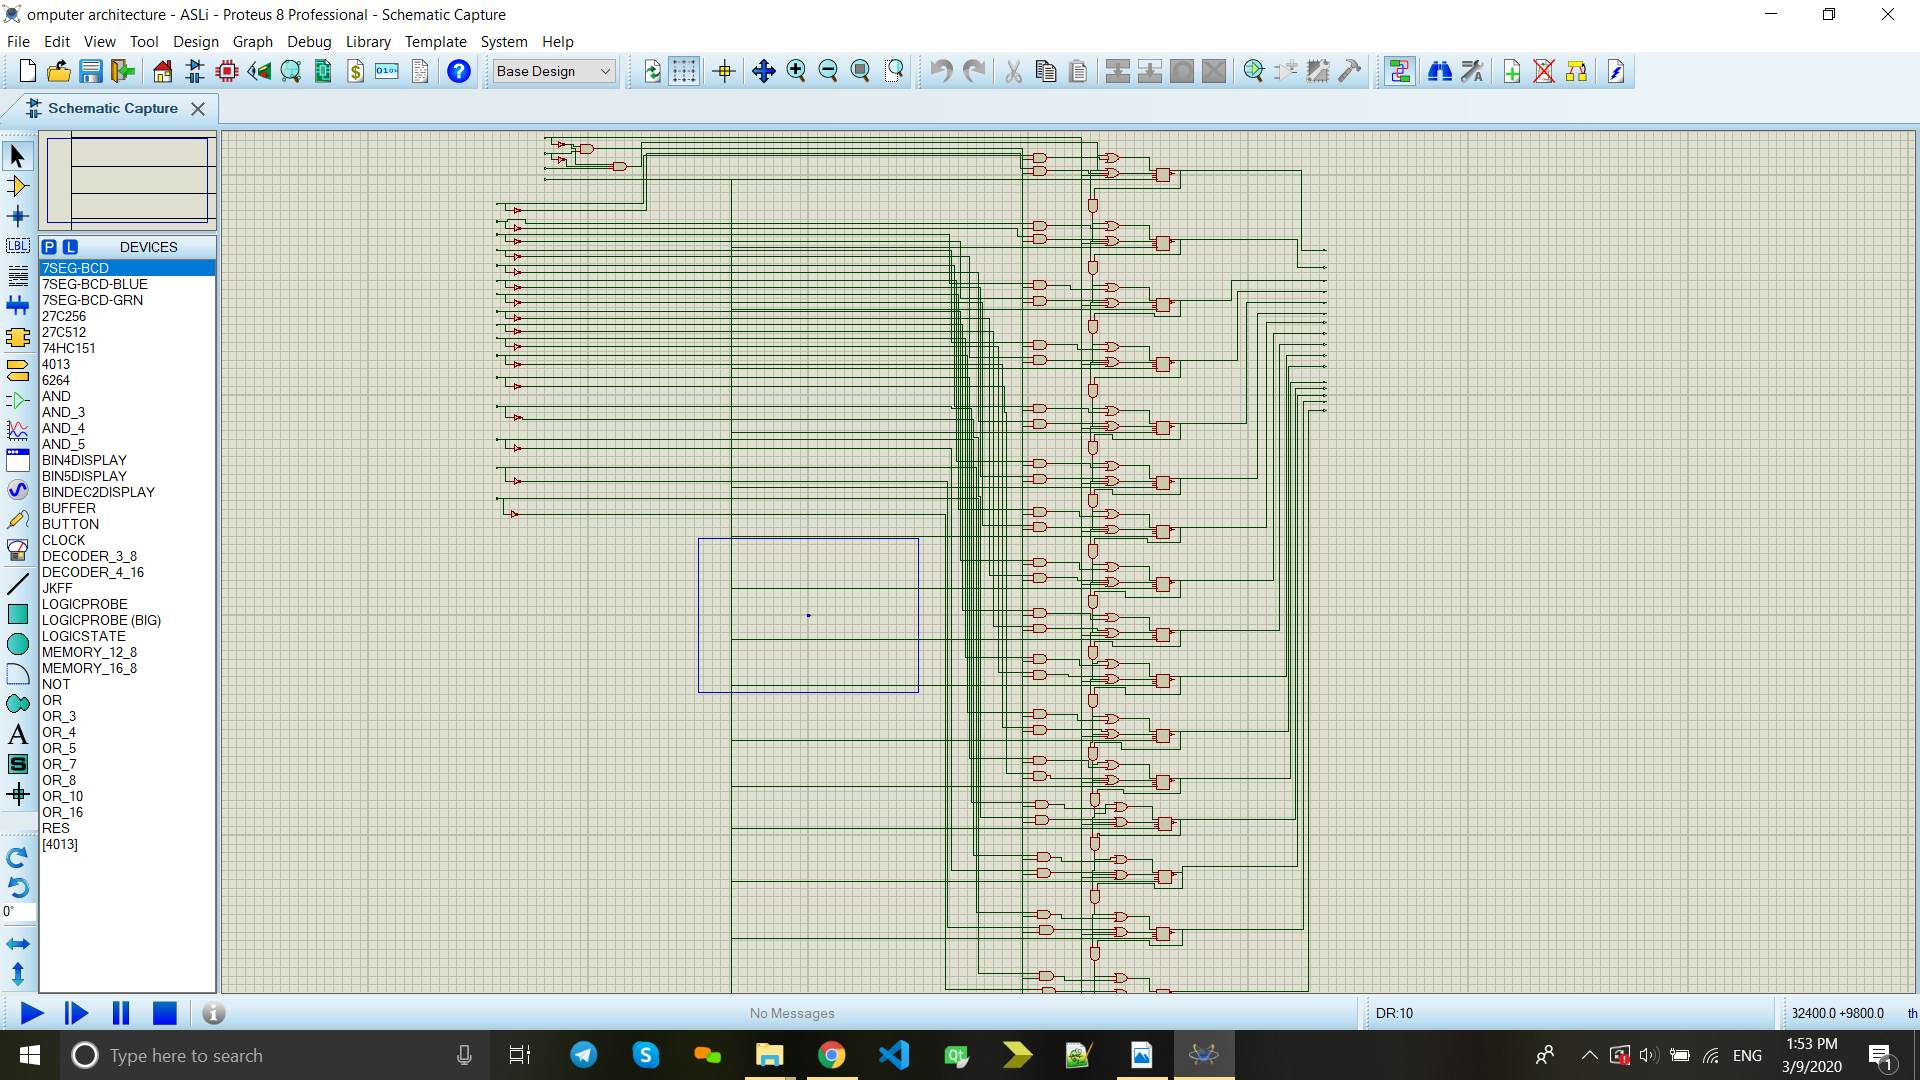 omputer architecture - ASLi - Proteus 8 Professional - Schematic Capture
File Edit View Tool Design Graph Debug Library Template System Help
Base Design
Schematic Capture
LBL
P L DEVICES
7SEG-BCD
7SEG-BCD-BLUE
7SEG-BCD-GRN
27C256
27C512
74HC151
4013
6264
AND
AND_3
AND_4
AND_5
BIN4DISPLAY
BIN5DISPLAY
BINDEC2DISPLAY
BUFFER
BUTTON
CLOCK
DECODER_3_8
DECODER_4_16
JKFF
LOGICPROBE
LOGICPROBE (BIG)
LOGICSTATE
MEMORY_12_8
MEMORY_16_8
NOT
OR
OR_3
OR_4
OR_5
OR_7
OR_8
OR_10
OR_16
RES
[4013]
A
S
0°
No Messages
DR:10
32400.0 +9800.0 th
Type here to search
ENG
1:53 PM
3/9/2020
1